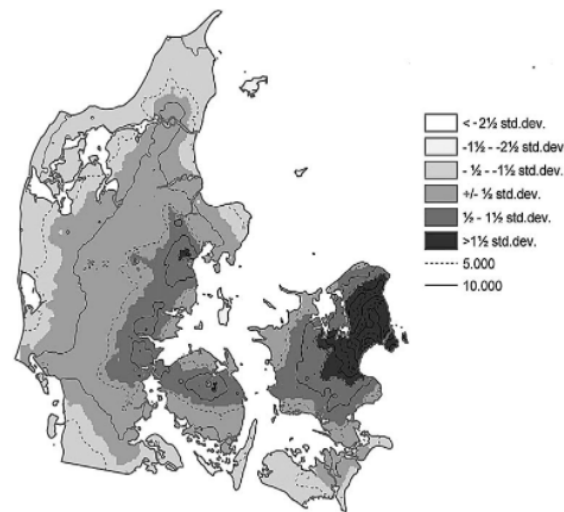 < -2½ std.dev.
-1½ - -2½ std.dev
- ½ - -1½ std.dev.
+/- ½ std.dev.
½ - 1½ std.dev.
>1½ std.dev.
5.000
10.000